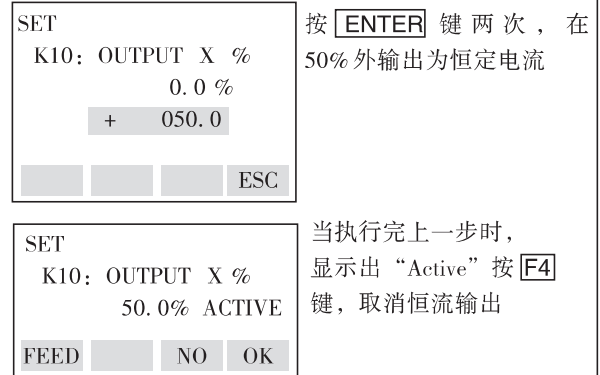 SET
K10：OUTPUT X %
0.0 %
+ 050.0
ESC
按 ENTER 键两次，在
50%外输出为恒定电流
SET
K10：OUTPUT X %
50.0% ACTIVE
FEED NO OK
当执行完上一步时，
显示出“Active”按 F4
键，取消恒流输出